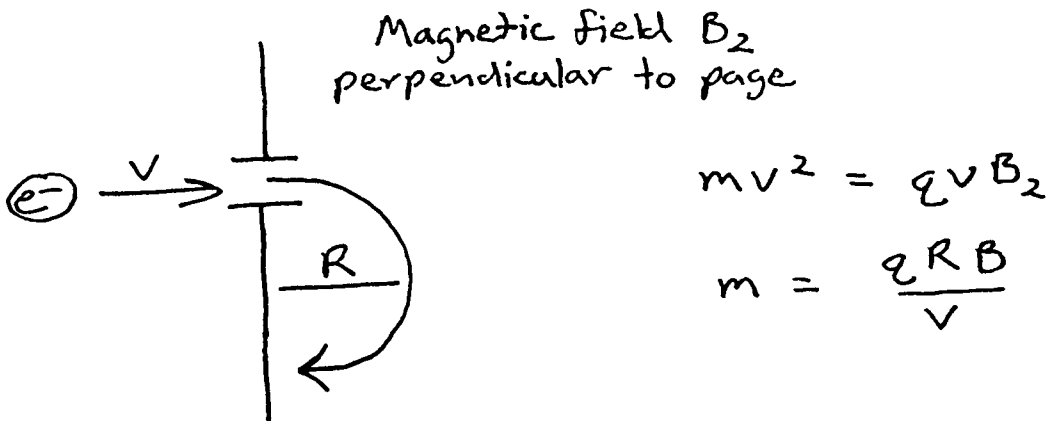 Magnetic field B₂
perpendicular to page
e⁻
V
R
mv² = qvB₂
m = qRB/V